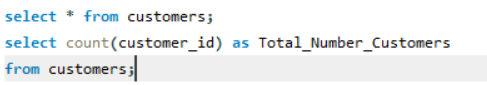 select * from customers;
select count(customer_id) as Total_Number_Customers
from customers;